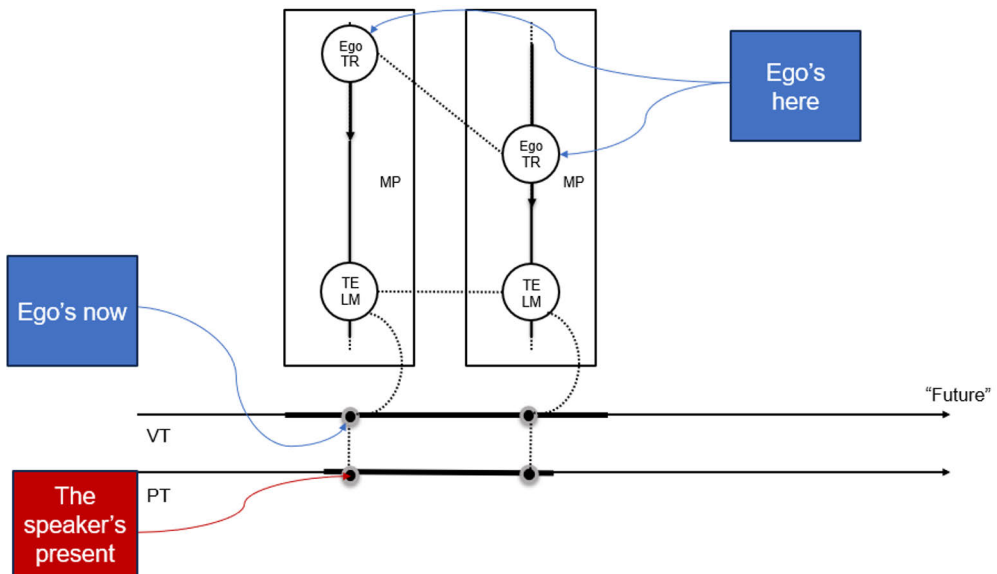 Ego
TR
MP
TE
LM
Ego
TR
MP
TE
LM
Ego's
here
Ego's now
"Future"
VT
PT
The
speaker's
present